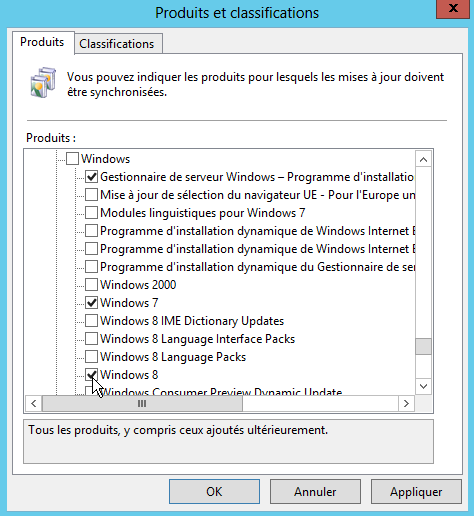 Produits et classifications
x
Produits
Classifications
Vous pouvez indiquer les produits pour lesquels les mises à jour doivent
être synchronisées.
Produits :
Windows
Gestionnaire de serveur Windows – Programme d'installatio
Mise à jour de sélection du navigateur UE - Pour l'Europe un
Modules linguistiques pour Windows 7
Programme d'installation dynamique de Windows Internet E
Programme d'installation dynamique de Windows Internet E
Programme d'installation dynamique du Gestionnaire de ser
Windows 2000
Windows 7
Windows 8 IME Dictionary Updates
Windows 8 Language Interface Packs
Windows 8 Language Packs
Windows 8
Windows Consumer Preview Dynamic Update
Tous les produits, y compris ceux ajoutés ultérieurement.
OK
Annuler
Appliquer